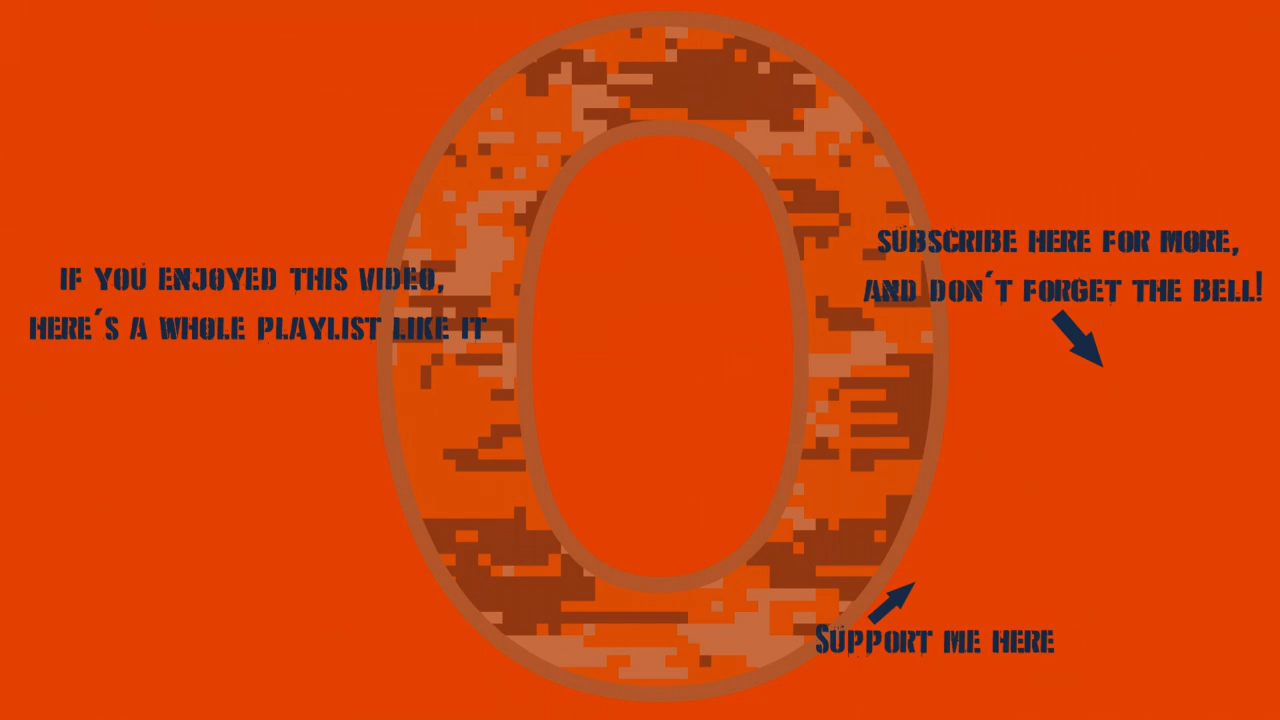 IF YOU ENJOYED THIS VIDEO,
HERE´S A WHOLE PLAYLIST LIKE IT
SUBSCRIBE HERE FOR MORE,
AND DON´T FORGET THE BELL!
SUPPORT ME HERE
O